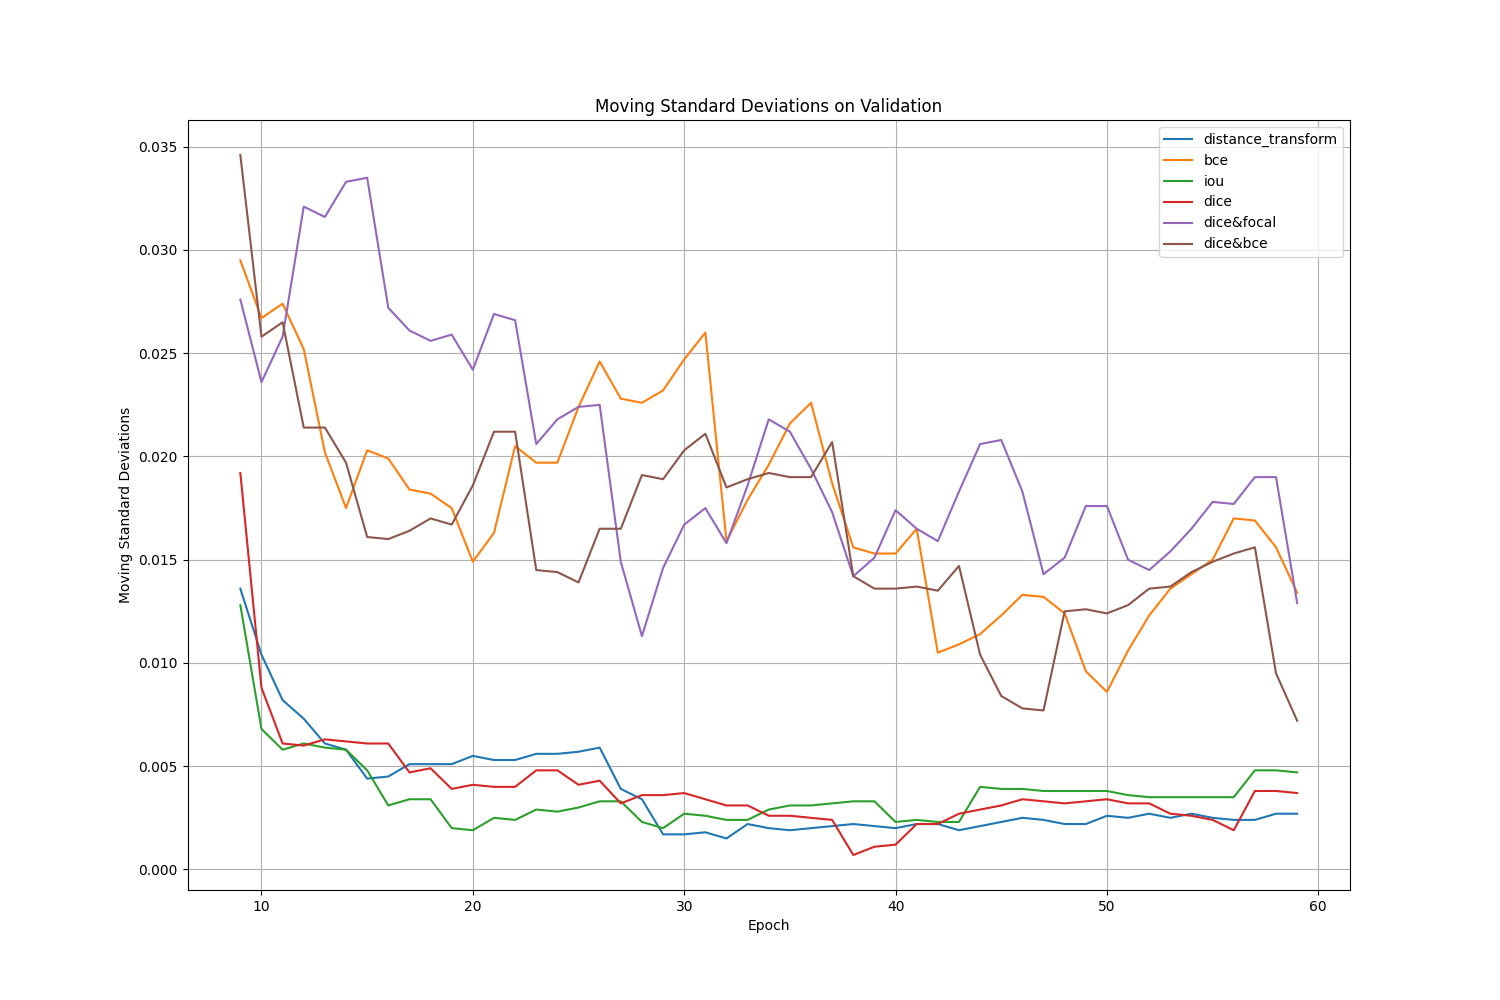 Moving Standard Deviations on Validation
distance_transform
bce
iou
dice
dice&focal
dice&bce
0.035
0.030
0.025
0.020
0.015
0.010
0.005
0.000
Moving Standard Deviations
10 20 30 40 50 60
Epoch